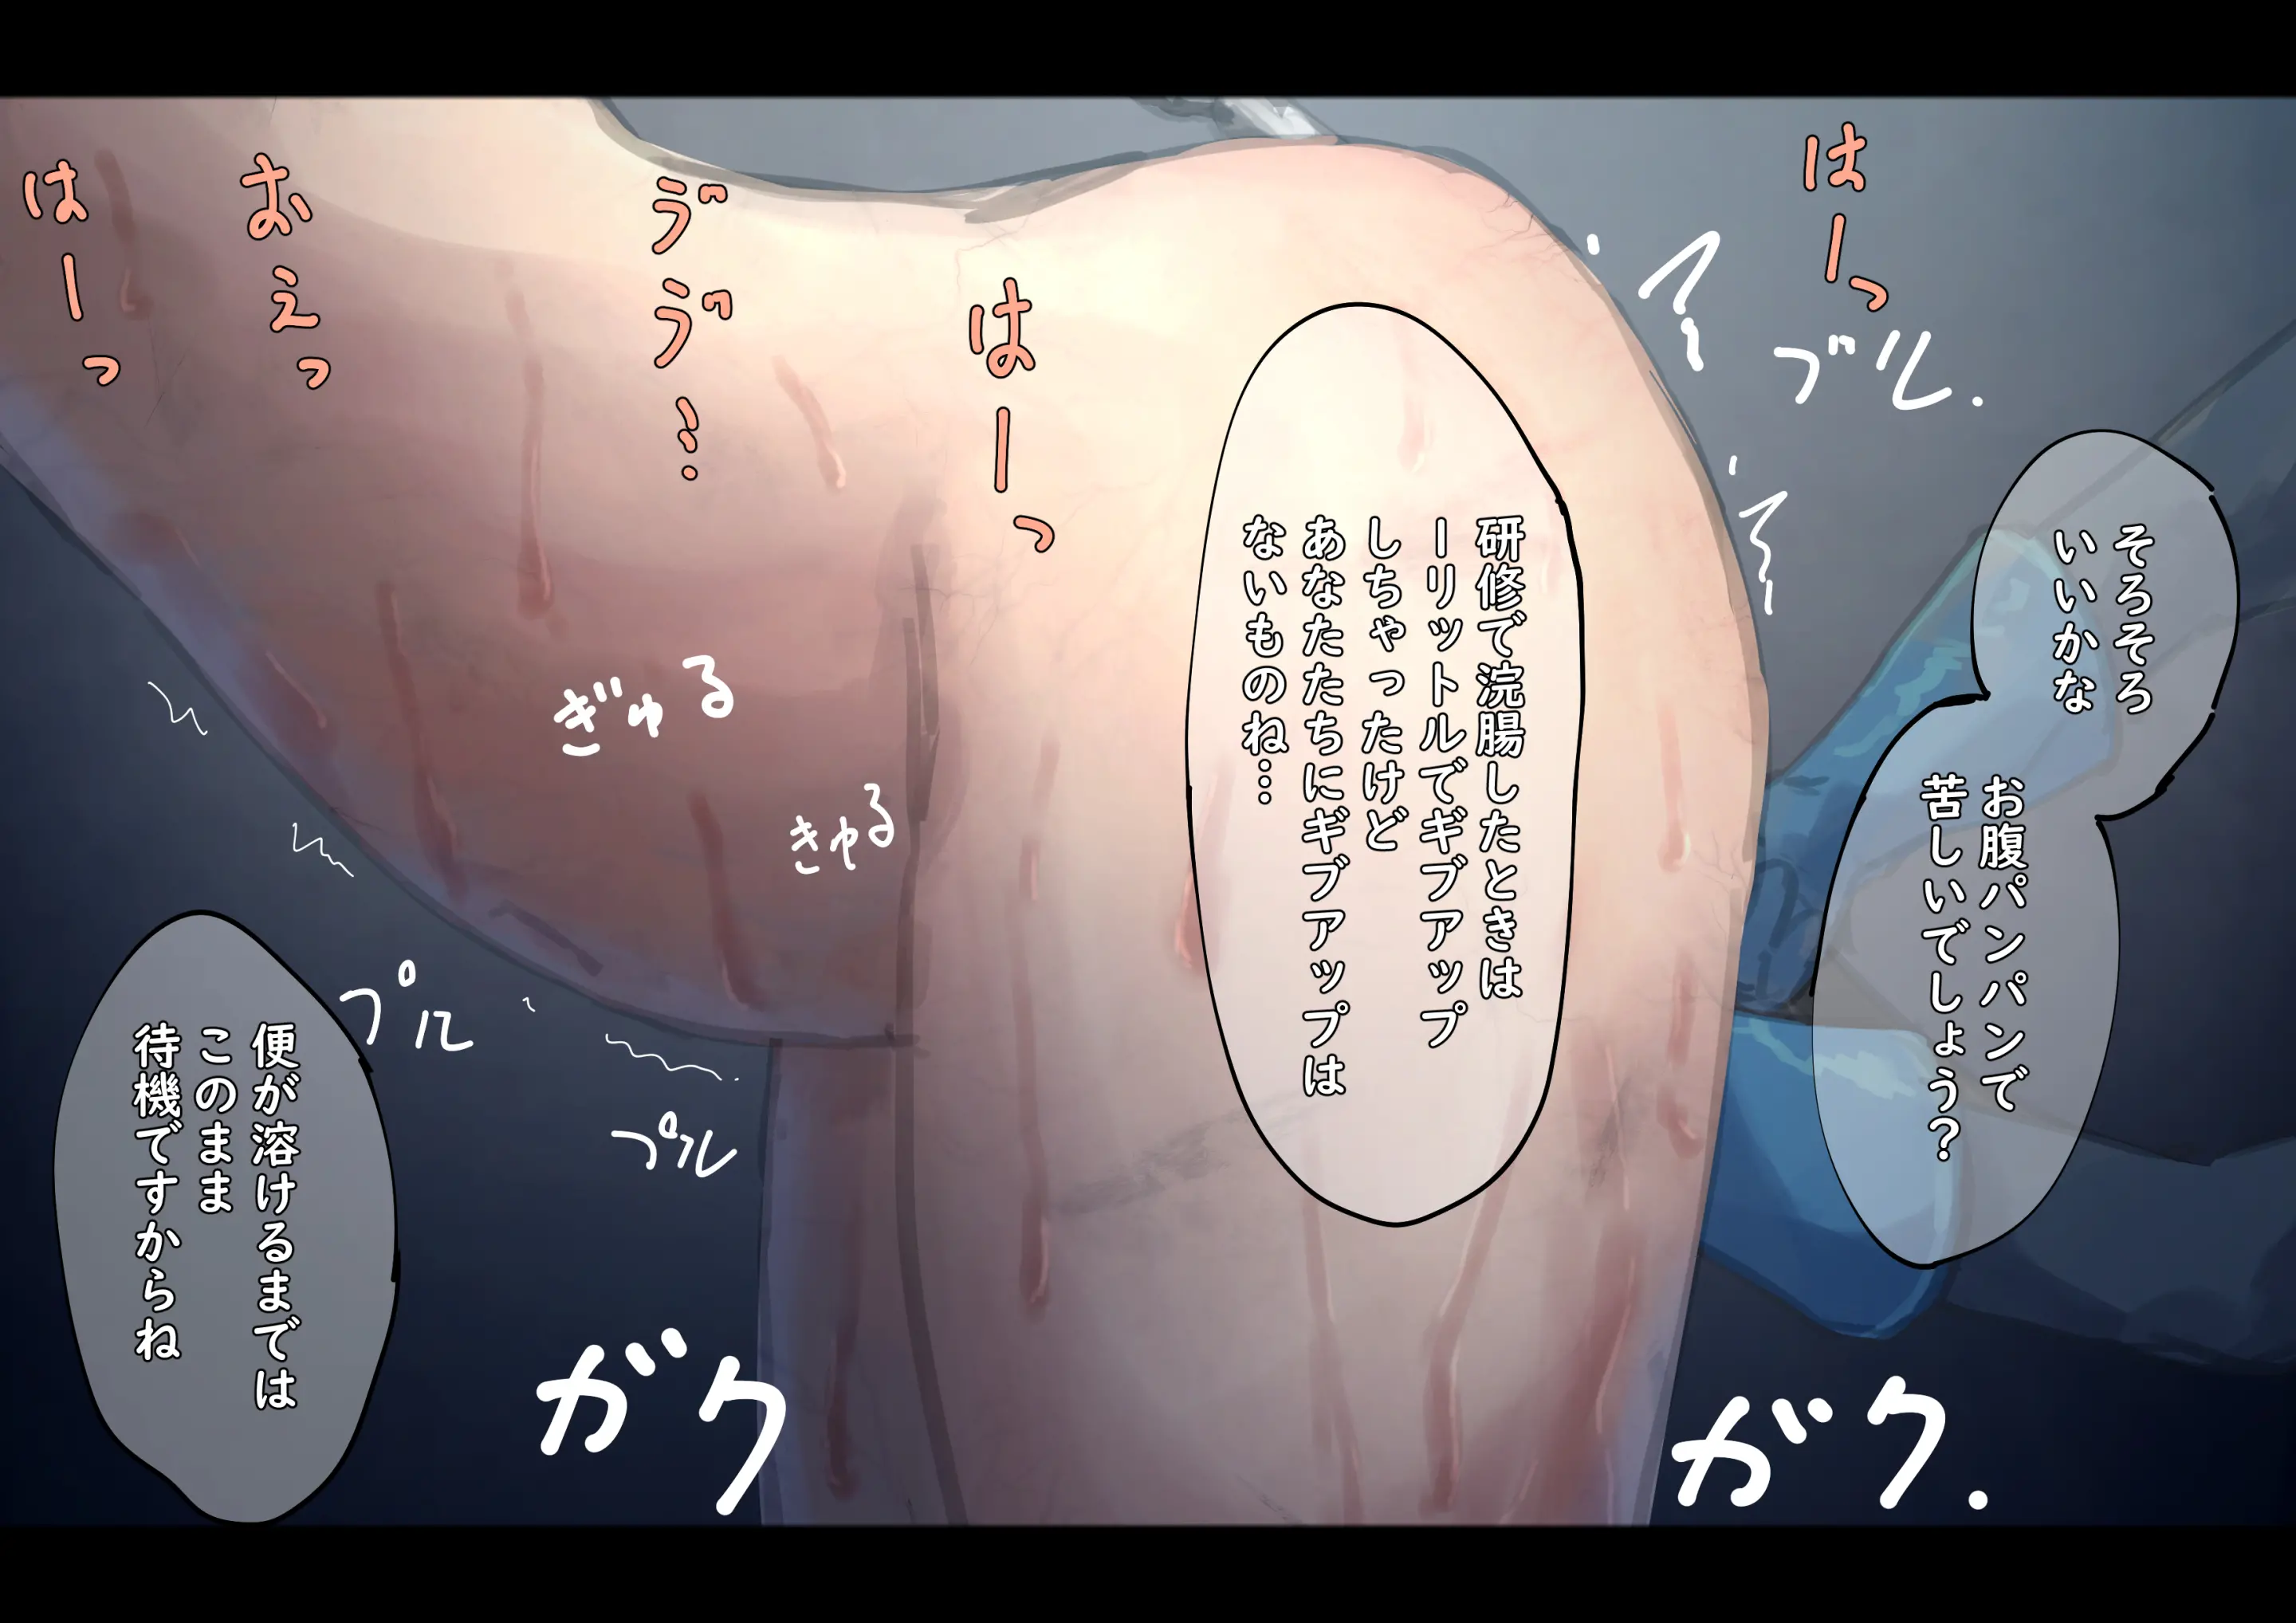 そろそろ
いいかな
お腹パンパンで
苦しいでしょう?
研修で浣腸したときは
ーリットルでギブアップ
しちゃったけど
あなたたちにギブアップは
ないものね…
便が溶けるまでは
このまま
待機ですからね
はーっ
ブル.
はーっ
ヴヴ…
おえっ
はーっ
ぎゅる
きゅる
プル
プル
ガク.
ガク